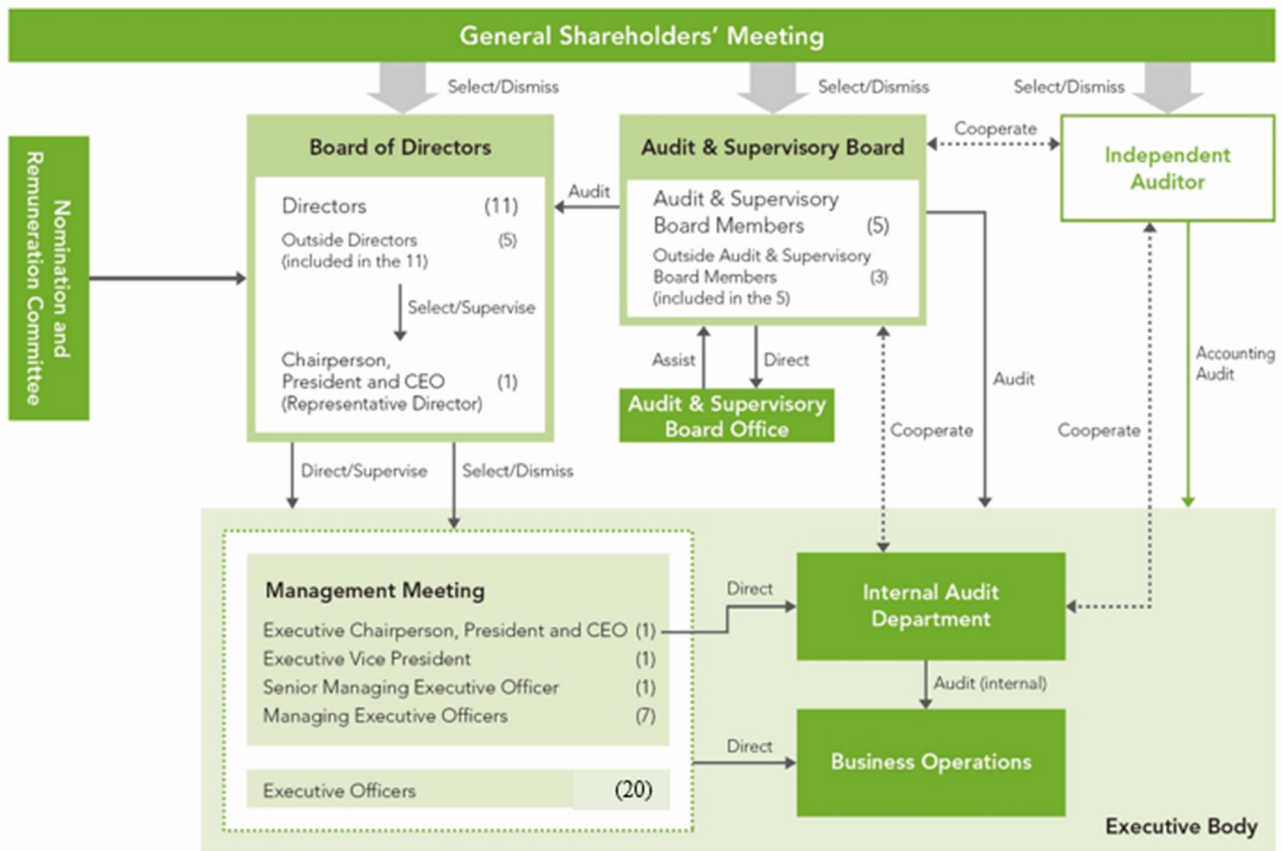 General Shareholders' Meeting
Select/Dismiss
Select/Dismiss
Select/Dismiss
Nomination and
Remuneration Committee
Board of Directors
Directors (11)
Outside Directors (5)
(included in the 11)
Select/Supervise
Chairperson,
President and CEO (1)
(Representative Director)
Audit
Audit & Supervisory Board
Audit & Supervisory
Board Members (5)
Outside Audit & Supervisory
Board Members (3)
(included in the 5)
Cooperate
Independent
Auditor
Assist
Direct
Audit & Supervisory
Board Office
Cooperate
Audit
Cooperate
Accounting
Audit
Direct/Supervise
Select/Dismiss
Management Meeting
Executive Chairperson, President and CEO (1)
Executive Vice President (1)
Senior Managing Executive Officer (1)
Managing Executive Officers (7)
Executive Officers (20)
Direct
Internal Audit
Department
Audit (internal)
Direct
Business Operations
Executive Body